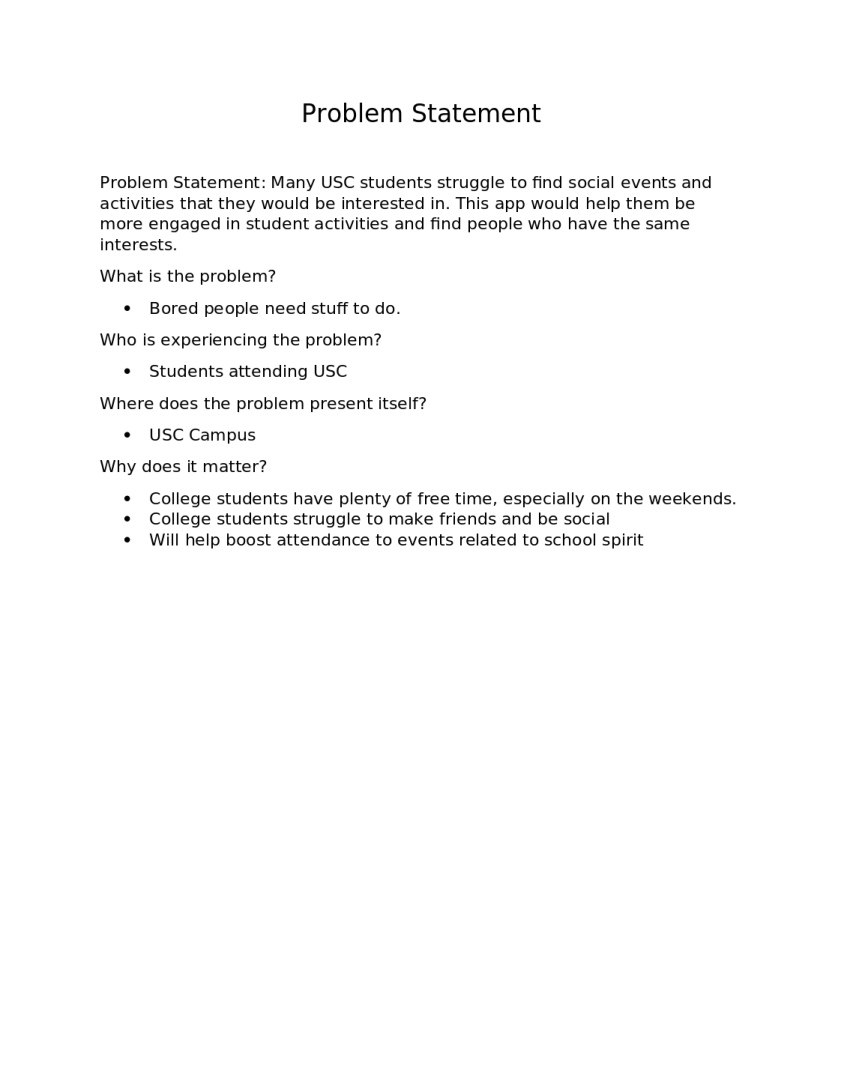 Problem Statement
Problem Statement: Many USC students struggle to find social events and
activities that they would be interested in. This app would help them be
more engaged in student activities and find people who have the same
interests.
What is the problem?
• Bored people need stuff to do.
Who is experiencing the problem?
• Students attending USC
Where does the problem present itself?
• USC Campus
Why does it matter?
• College students have plenty of free time, especially on the weekends.
• College students struggle to make friends and be social
• Will help boost attendance to events related to school spirit